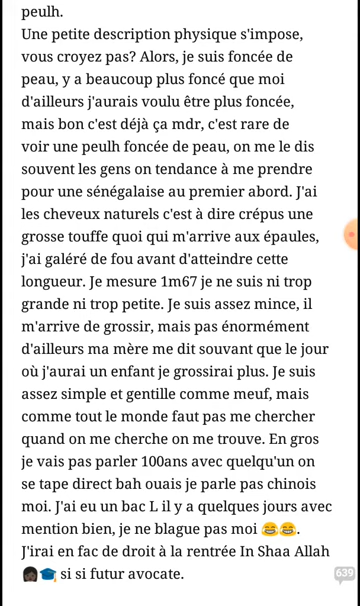 peulh.
Une petite description physique s'impose,
vous croyez pas? Alors, je suis foncée de
peau, y a beaucoup plus foncé que moi
d'ailleurs j'aurais voulu être plus foncée,
mais bon c'est déjà ça mdr, c'est rare de
voir une peulh foncée de peau, on me le dis
souvent les gens on tendance à me prendre
pour une sénégalaise au premier abord. J'ai
les cheveux naturels c'est à dire crépus une
grosse touffe quoi qui m'arrive aux épaules,
j'ai galéré de fou avant d'atteindre cette
longueur. Je mesure 1m67 je ne suis ni trop
grande ni trop petite. Je suis assez mince, il
m'arrive de grossir, mais pas énormément
d'ailleurs ma mère me dit souvant que le jour
où j'aurai un enfant je grossirai plus. Je suis
assez simple et gentille comme meuf, mais
comme tout le monde faut pas me chercher
quand on me cherche on me trouve. En gros
je vais pas parler 100ans avec quelqu'un on
se tape direct bah ouais je parle pas chinois
moi. J'ai eu un bac L il y a quelques jours avec
mention bien, je ne blague pas moi 😂😂.
J'irai en fac de droit à la rentrée In Shaa Allah
👩🏿‍🎓 si si futur avocate.
639